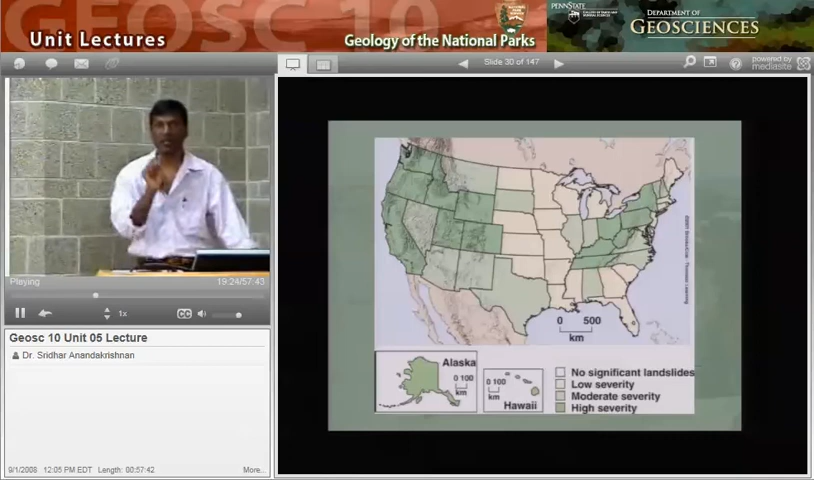 GEOSC 10
Unit Lectures
Geology of the National Parks
PENNSTATE
DEPARTMENT OF
GEOSCIENCES
Slide 30 of 147
powered by
mediasite
Playing
19:24/57:43
1x
CC
Geosc 10 Unit 05 Lecture
Dr. Sridhar Anandakrishnan
9/1/2008 12:05 PM EDT Length: 00:57:42
More..
0 500
km
Alaska
0 100
km
0 100
km
Hawaii
No significant landslides
Low severity
Moderate severity
High severity